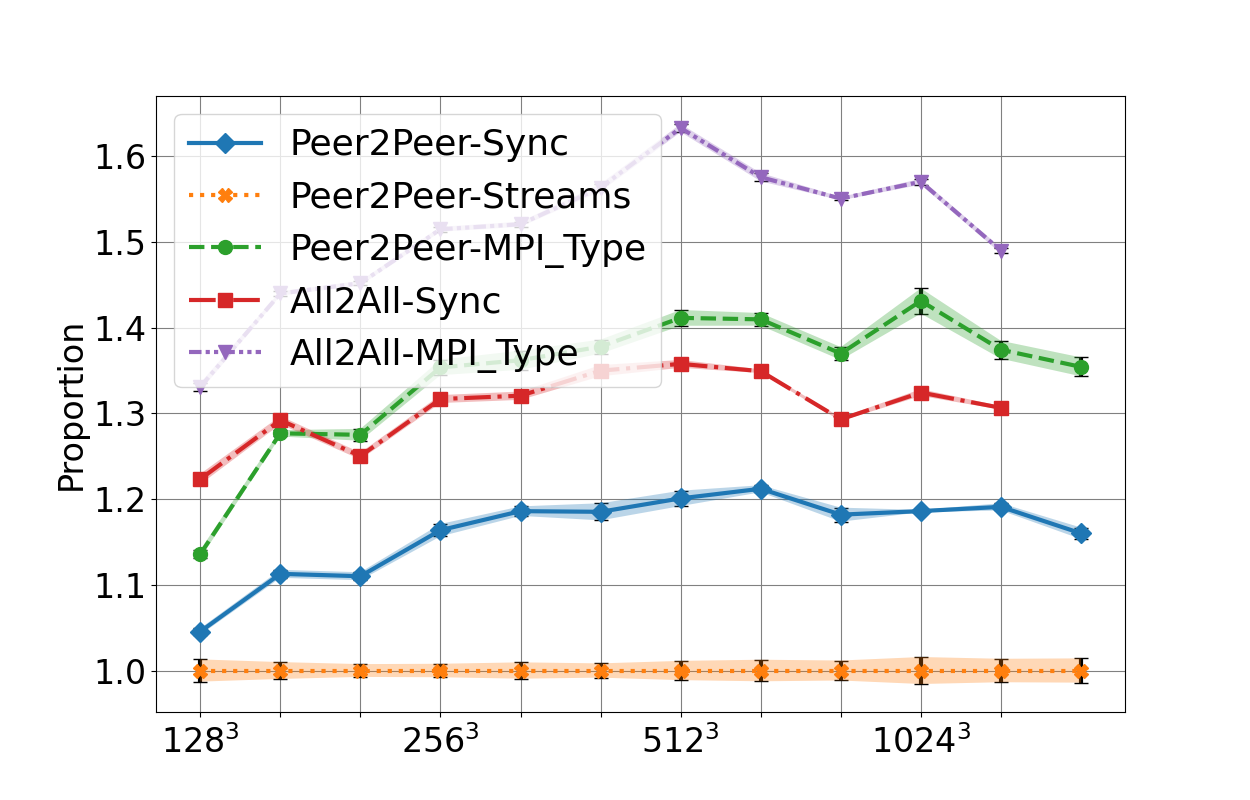 Peer2Peer-Sync
Peer2Peer-Streams
Peer2Peer-MPI_Type
All2All-Sync
All2All-MPI_Type
Proportion
1.6
1.5
1.4
1.3
1.2
1.1
1.0
128³
256³
512³
1024³